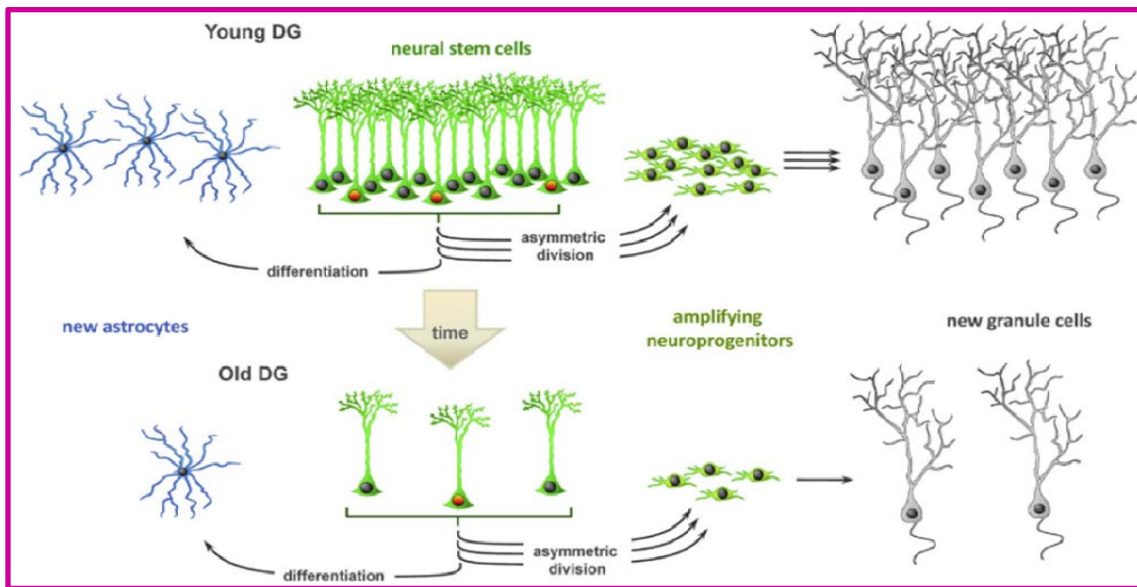 Young DG
neural stem cells
asymmetric
division
differentiation
new astrocytes
time
amplifying
neuroprogenitors
new granule cells
Old DG
asymmetric
division
differentiation